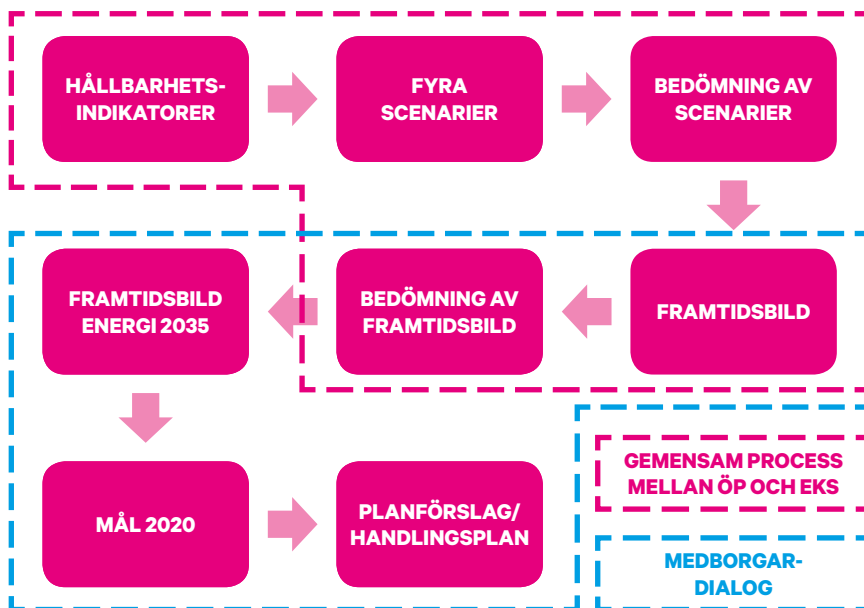 HÅLLBARHETS-
INDIKATORER
FYRA
SCENARIER
BEDÖMNING AV
SCENARIER
FRAMTIDSBILD
ENERGI 2035
BEDÖMNING AV
FRAMTIDSBILD
FRAMTIDSBILD
MÅL 2020
PLANFÖRSLAG/
HANDLINGSPLAN
GEMENSAM PROCESS
MELLAN ÖP OCH EKS
MEDBORGAR-
DIALOG